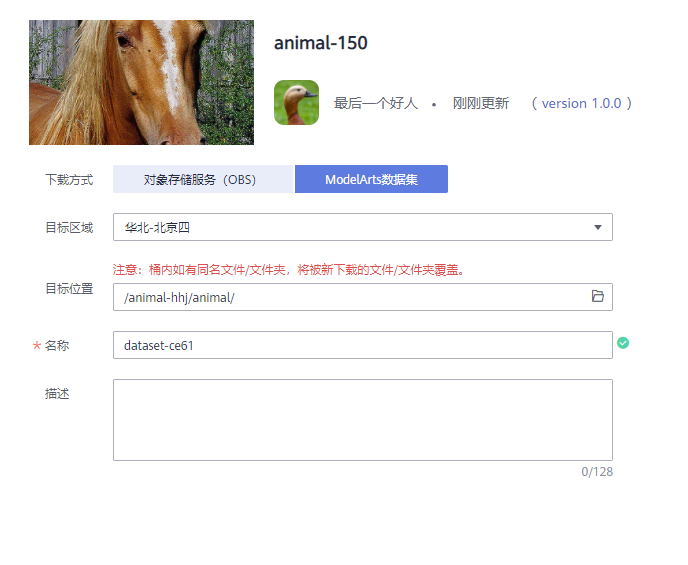 animal-150
最后一个好人 • 刚刚更新 （ version 1.0.0 ）
下载方式 对象存储服务（OBS） ModelArts数据集
目标区域 华北-北京四
注意：桶内如有同名文件/文件夹，将被新下载的文件/文件夹覆盖。
目标位置 /animal-hhj/animal/
* 名称 dataset-ce61
描述
0/128